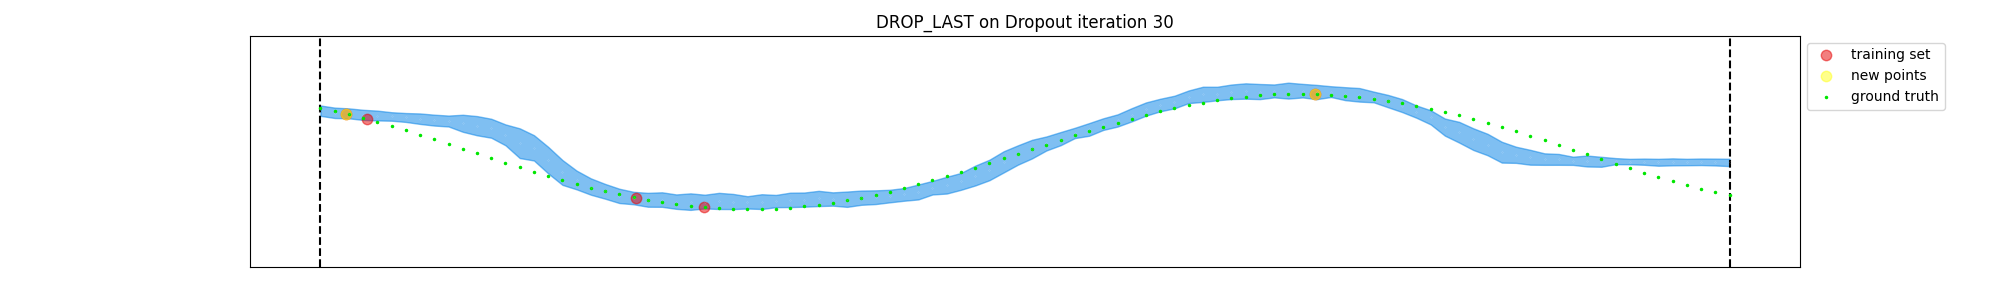 DROP_LAST on Dropout iteration 30
training set
new points
ground truth